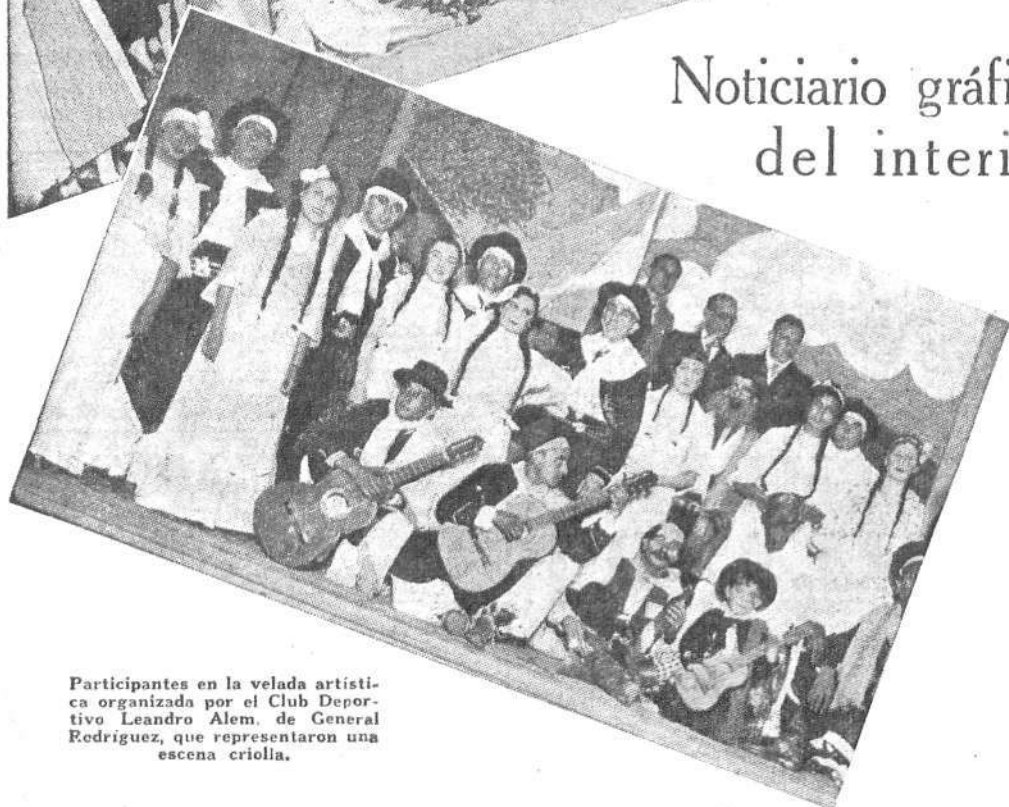 Noticiario gráfi
del interi
Participantes en la velada artísti-
ca organizada por el Club Depor-
tivo Leandro Alem, de General
Redríguez, que representaron una
escena criolla.